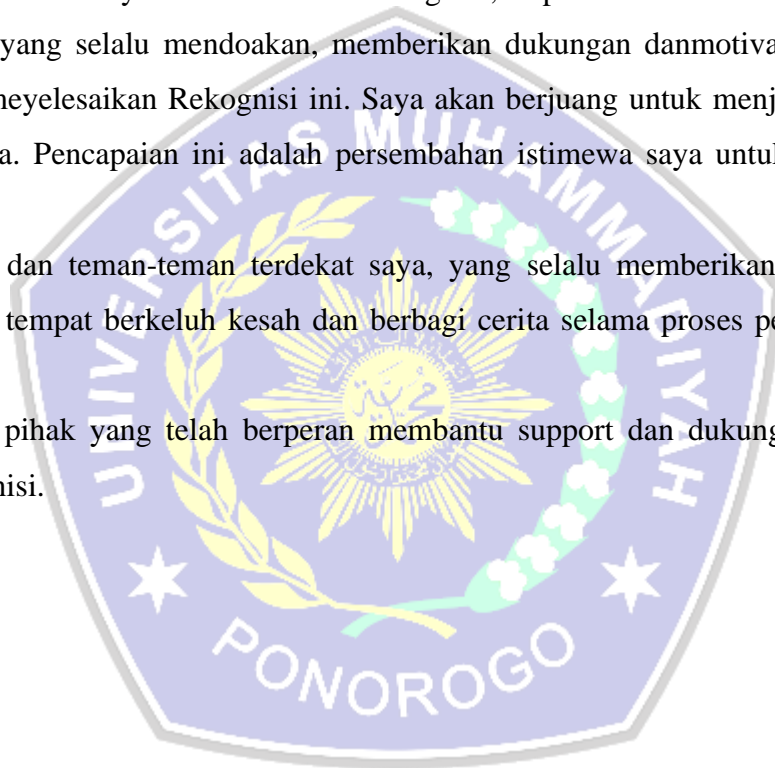 yang selalu mendoakan, memberikan dukungan danmotiva
neyelesaikan Rekognisi ini. Saya akan berjuang untuk menj
a. Pencapaian ini adalah persembahan istimewa saya untul
dan teman-teman terdekat saya, yang selalu memberikan
tempat berkeluh kesah dan berbagi cerita selama proses pe
pihak yang telah berperan membantu support dan dukung
nisi.
UNIVERSITAS MUHAMMADIYAH
PONOROGO